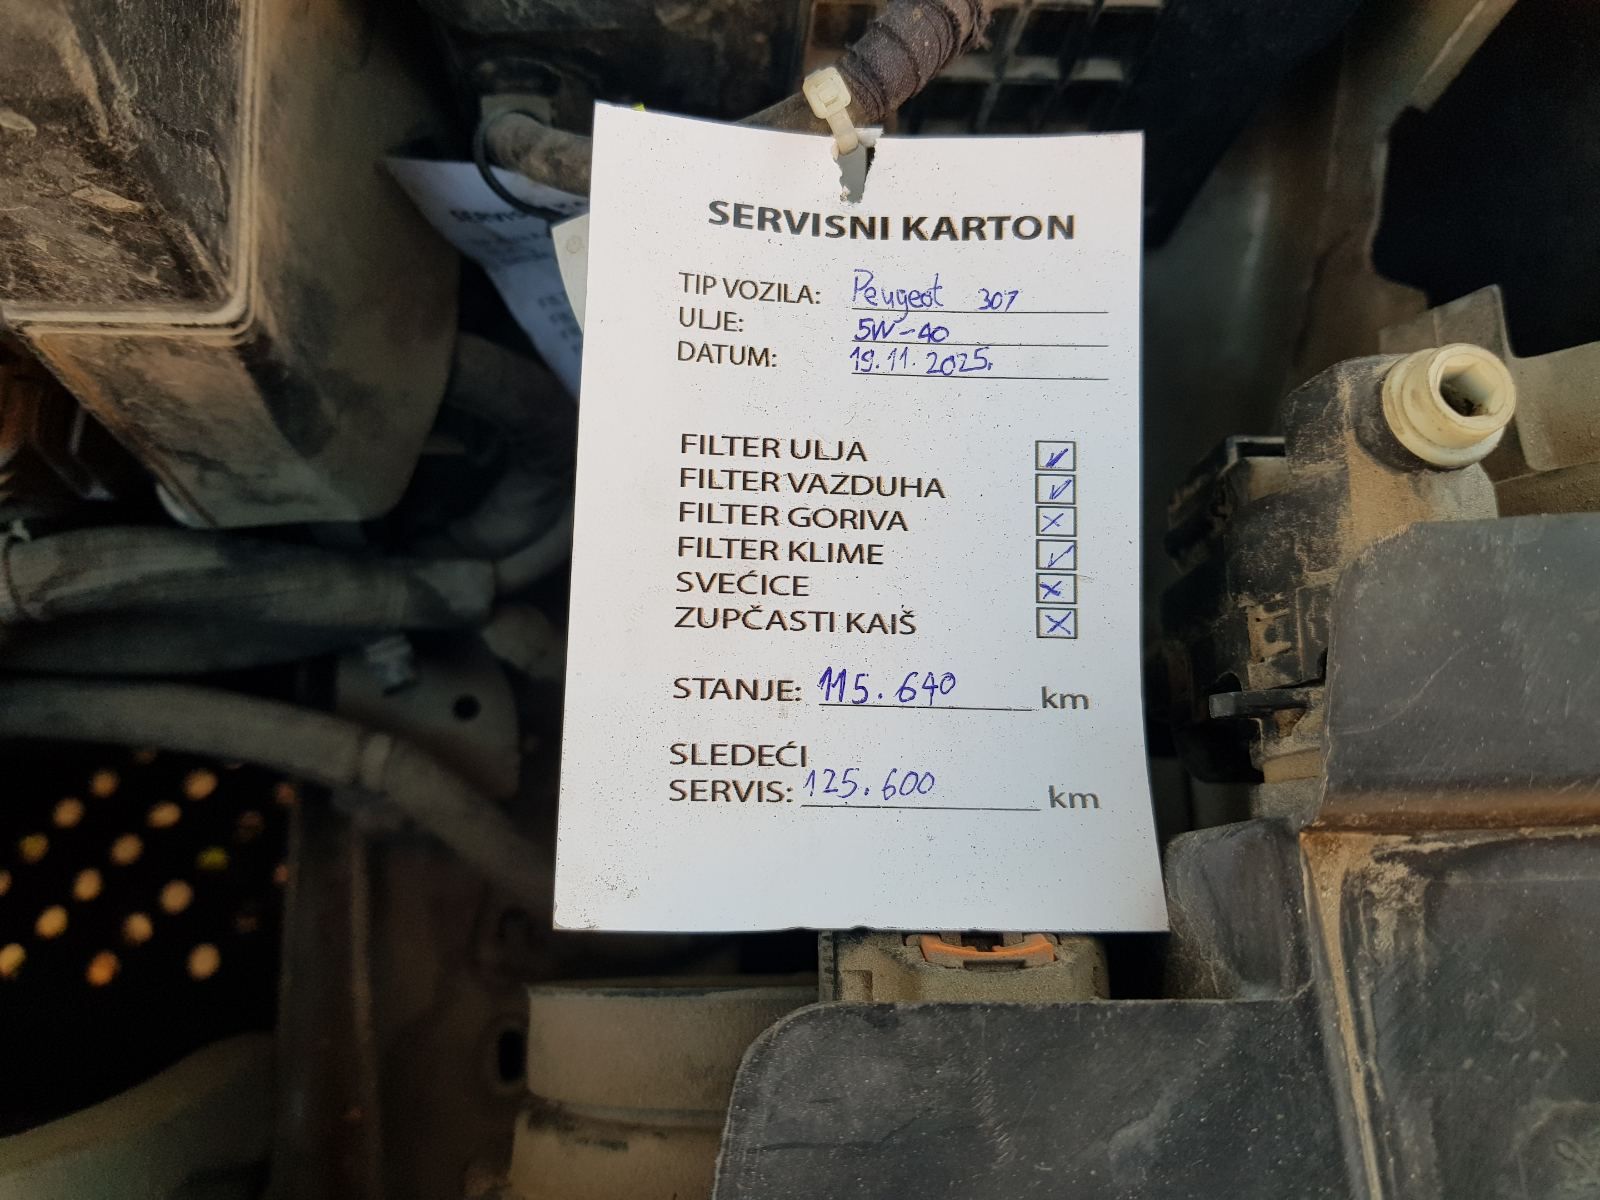 SERVISNI KARTON
TIP VOZILA: Peugeot 307
ULJE: 5W-40
DATUM: 19.11.2025.
FILTER ULJA ✓
FILTER VAZDUHA ✓
FILTER GORIVA ×
FILTER KLIME ✓
SVEĆICE ×
ZUPČASTI KAIŠ ×
STANJE: 115.640 km
SLEDEĆI
SERVIS: 125.600 km